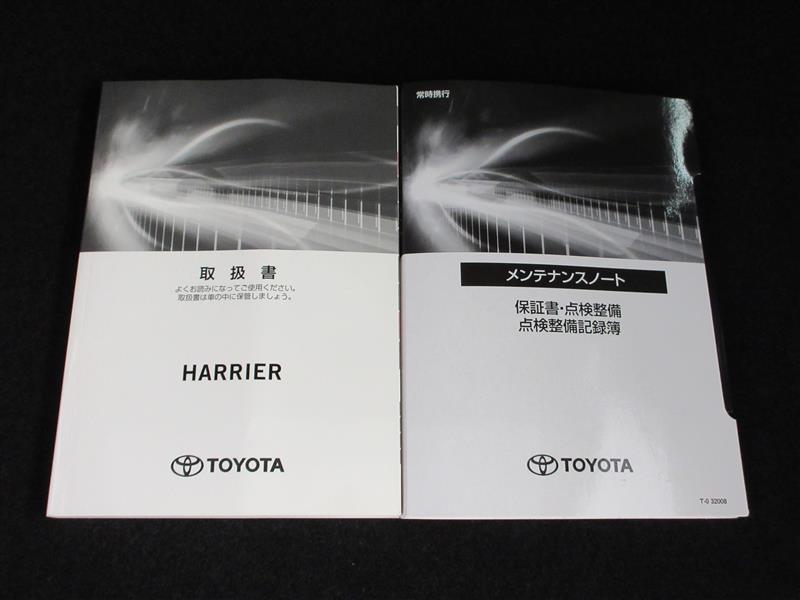 取扱書
よくお読みになってご使用ください。
取扱書は車の中に保管しましょう。
HARRIER
TOYOTA
常時携行
メンテナンスノート
保証書・点検整備
点検整備記録簿
TOYOTA
T-0 32008